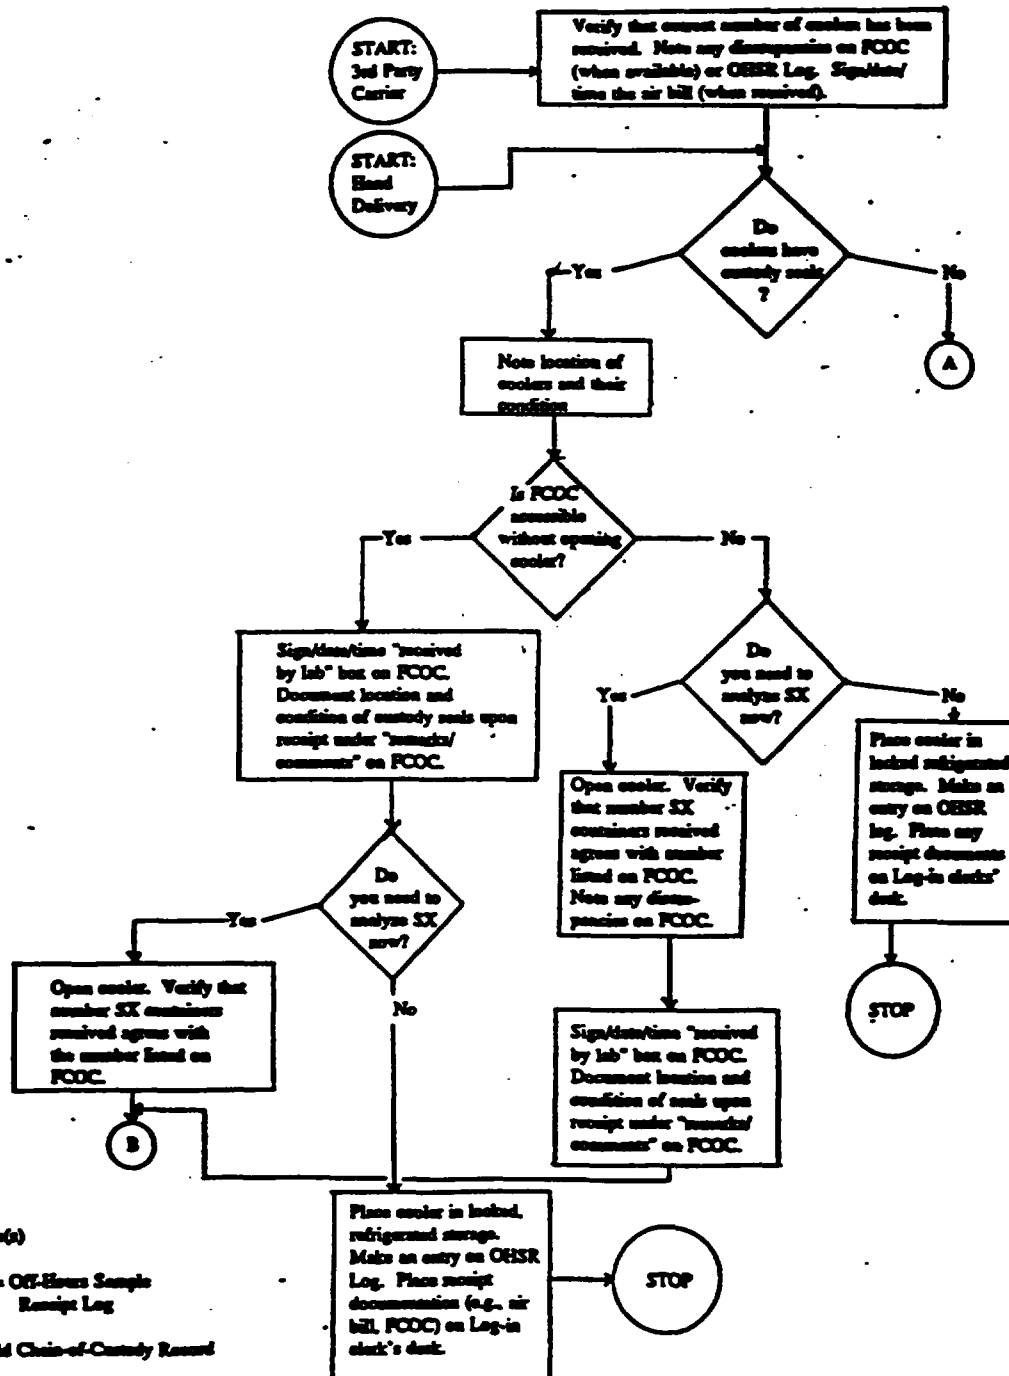 START:
3rd Party
Carrier
Verify that correct number of coolers has been
received. Note any discrepancies on FCOC
(when available) or OHSR Log. Sign/date/
time the air bill (when received).
START:
Hand
Delivery
Do
coolers have
custody seals
?
Yes
No
A
Note location of
coolers and their
condition
Is FCOC
accessible
without opening
cooler?
Yes
No
Sign/date/time "received
by lab" box on FCOC.
Document location and
condition of custody seals upon
receipt under "remarks/
comments" on FCOC.
Do
you need to
analyze SX
now?
Yes
No
Open cooler. Verify
that number SX
containers received
agrees with number
listed on FCOC.
Note any discre-
pancies on FCOC.
Place cooler in
locked refrigerated
storage. Make an
entry on OHSR
log. Place any
receipt documents
on Log-in clerks'
desk.
Do
you need to
analyze SX
now?
Yes
No
STOP
Open cooler. Verify that
number SX containers
received agrees with
the number listed on
FCOC.
Sign/date/time "received
by lab" box on FCOC.
Document location and
condition of seals upon
receipt under "remarks/
comments" on FCOC.
B
Place cooler in locked,
refrigerated storage.
Make an entry on OHSR
Log. Place receipt
documentation (e.g., air
bill, FCOC) on Log-in
clerk's desk.
STOP
(s)
= Off-Hours Sample
Receipt Log
Chain-of-Custody Record